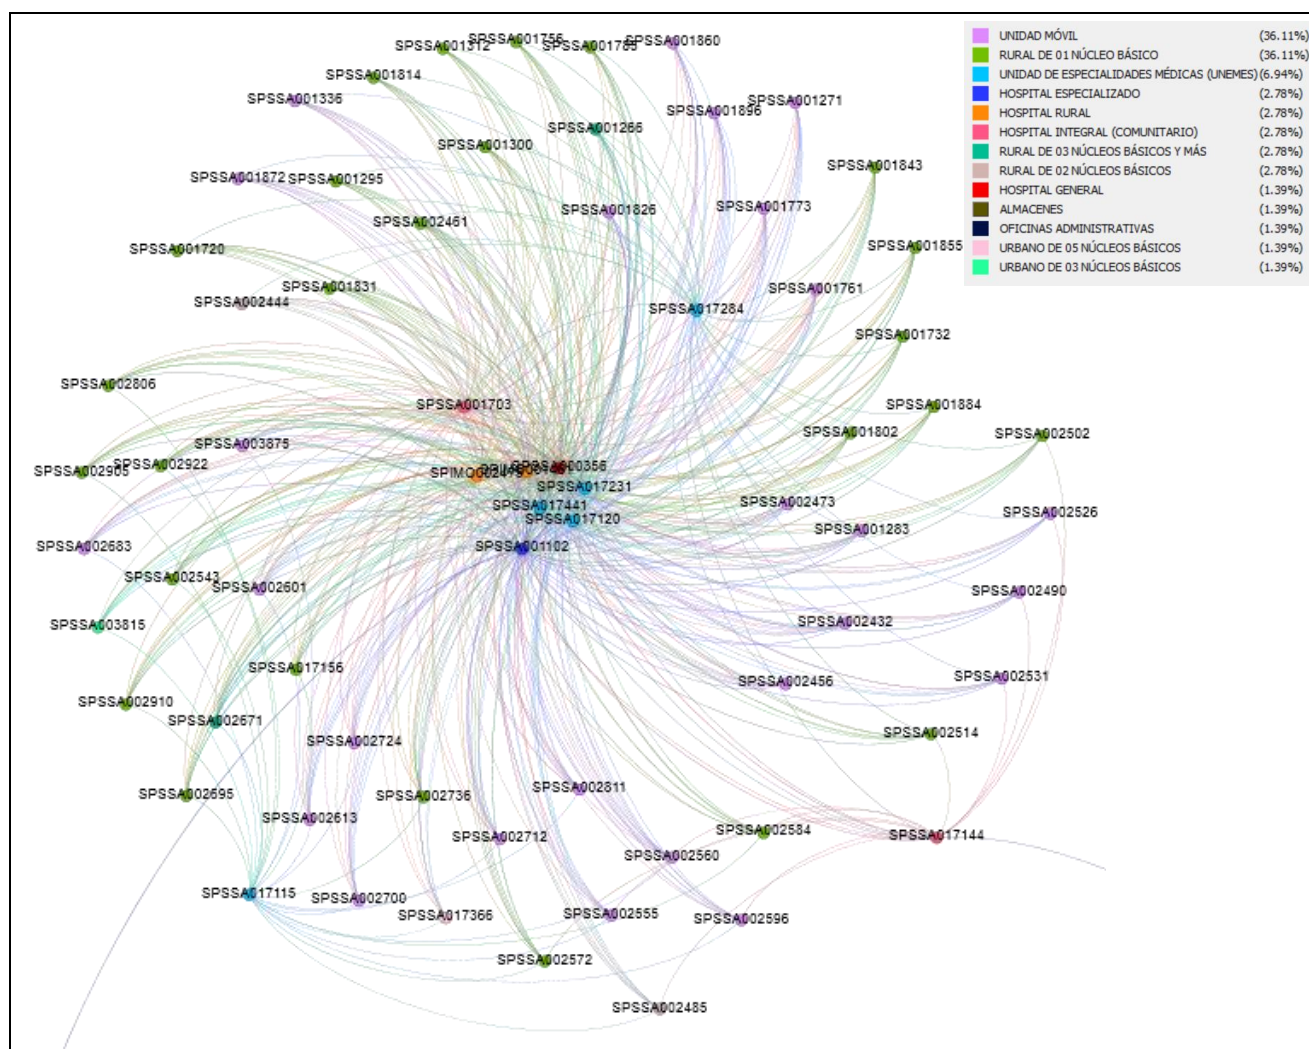 UNIDAD MÓVIL (36.11%)
RURAL DE 01 NÚCLEO BÁSICO (36.11%)
UNIDAD DE ESPECIALIDADES MÉDICAS (UNEMES) (6.94%)
HOSPITAL ESPECIALIZADO (2.78%)
HOSPITAL RURAL (2.78%)
HOSPITAL INTEGRAL (COMUNITARIO) (2.78%)
RURAL DE 03 NÚCLEOS BÁSICOS Y MÁS (2.78%)
RURAL DE 02 NÚCLEOS BÁSICOS (2.78%)
HOSPITAL GENERAL (1.39%)
ALMACENES (1.39%)
OFICINAS ADMINISTRATIVAS (1.39%)
URBANO DE 05 NÚCLEOS BÁSICOS (1.39%)
URBANO DE 03 NÚCLEOS BÁSICOS (1.39%)
SPSSA001312
SPSSA001756
SPSSA001785
SPSSA001860
SPSSA001814
SPSSA001336
SPSSA001896
SPSSA001271
SPSSA001266
SPSSA001300
SPSSA001843
SPSSA001872
SPSSA001295
SPSSA001826
SPSSA001773
SPSSA002461
SPSSA001720
SPSSA001855
SPSSA001831
SPSSA002444
SPSSA001761
SPSSA017284
SPSSA001732
SPSSA002806
SPSSA001703
SPSSA001884
SPSSA001802
SPSSA002502
SPSSA003875
SPSSA002905
SPSSA002922
SPSSA000356
SPSSA017231
SPSSA017441
SPSSA017120
SPSSA002473
SPSSA002526
SPSSA001283
SPSSA002683
SPSSA001102
SPSSA002543
SPSSA002601
SPSSA002490
SPSSA003815
SPSSA002432
SPSSA017156
SPSSA002456
SPSSA002531
SPSSA002910
SPSSA002671
SPSSA002724
SPSSA002514
SPSSA002695
SPSSA002736
SPSSA002811
SPSSA002613
SPSSA002712
SPSSA002584
SPSSA017144
SPSSA002560
SPSSA017115
SPSSA002700
SPSSA017366
SPSSA002555
SPSSA002596
SPSSA002572
SPSSA002485